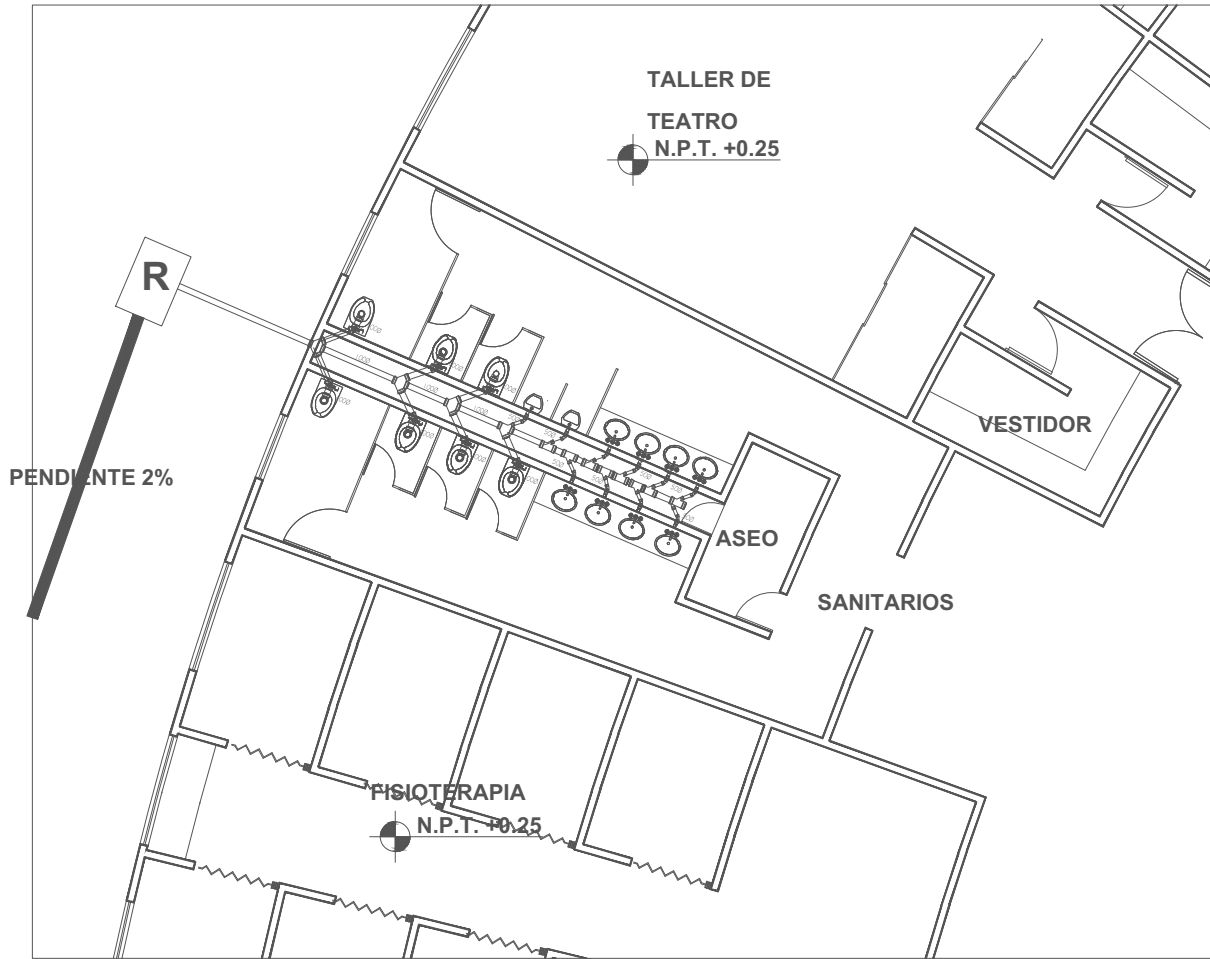 TALLER DE
TEATRO
N.P.T. +0.25
R
VESTIDOR
PENDIENTE 2%
ASEO
SANITARIOS
FISIOTERAPIA
N.P.T. +0.25